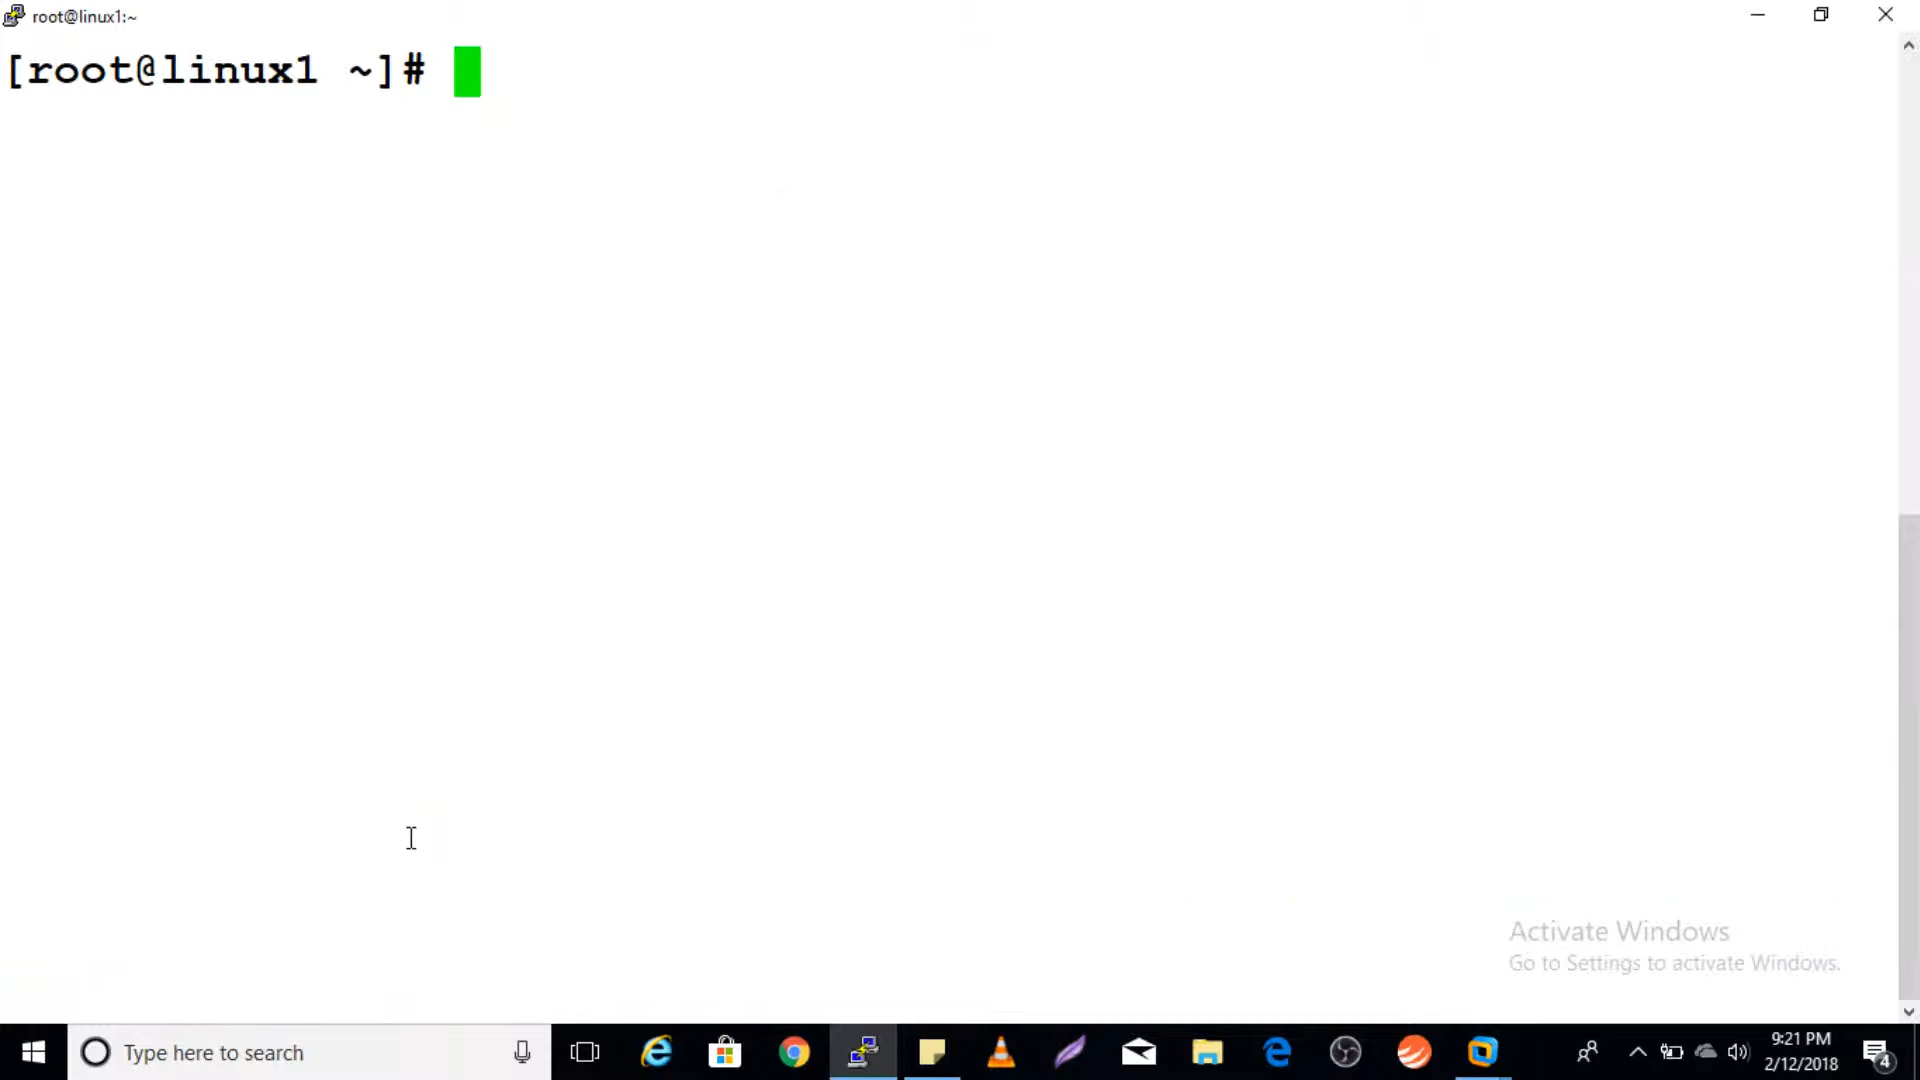 root@linux1:~
[root@linux1 ~]#
Activate Windows
Go to Settings to activate Windows.
Type here to search
9:21 PM
2/12/2018
4